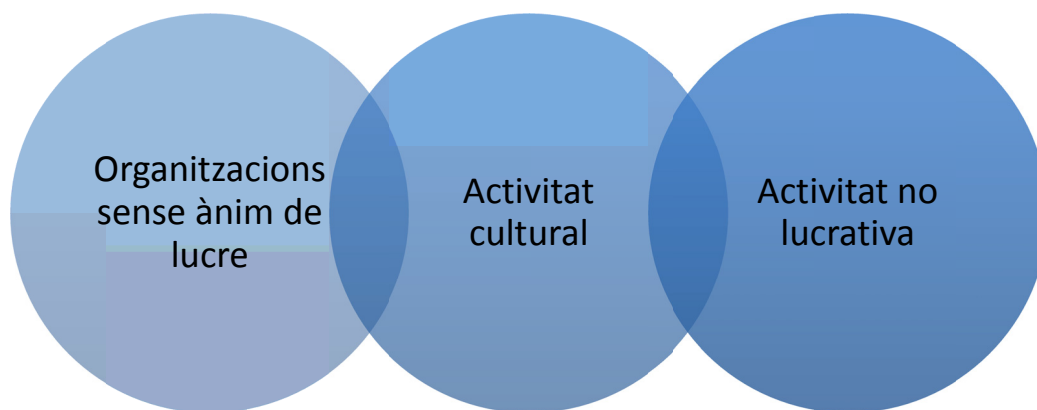 Organitzacions
sense ànim de
lucre
Activitat
cultural
Activitat no
lucrativa